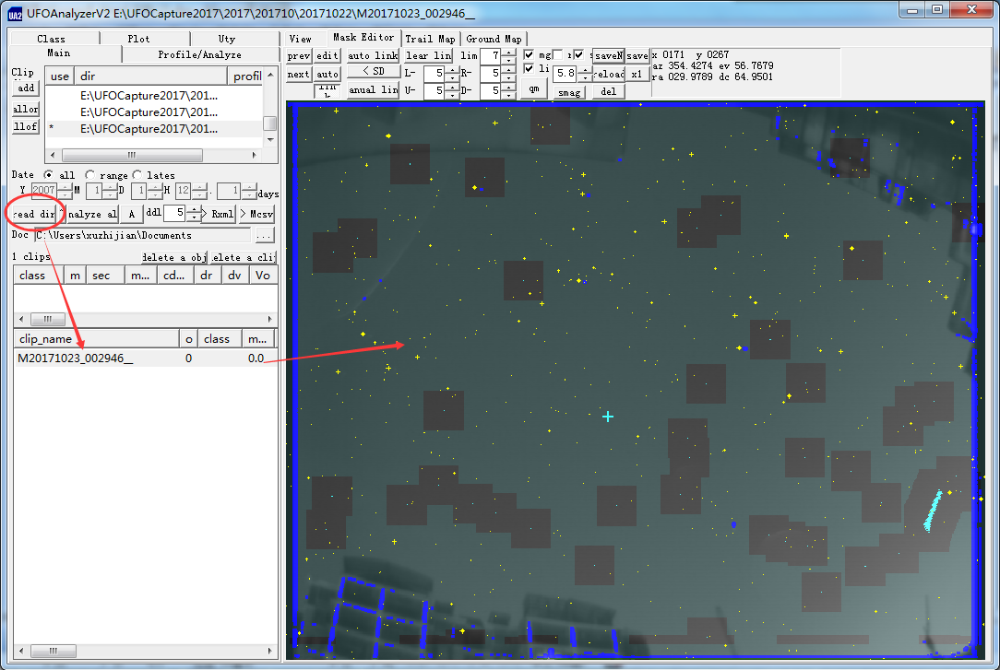 UA2 UFOAnalyzerV2 E:\UFOCapture2017\2017\201710\20171022\M20171023_002946__
Class Plot Uty
Main Profile/Analyze
Clip
add
use dir profil
E:\UFOCapture2017\201...
E:\UFOCapture2017\201...
* E:\UFOCapture2017\201...
allor
llof
Date all range lates
Y 2007 M 1 D 1 H 12 - 1 days
read dir nalyze al A ddl 5 > Rxml > Mcsv
Doc C:\Users\xuzhijian\Documents ...
1 clips delete a obj elete a cli
class m sec m... cd... dr dv Vo
clip_name o class m...
M20171023_002946__ 0 0.0
View Mask Editor Trail Map Ground Map
prev edit auto link lear lin lim 7 mg saveN save
next auto < SD L- 5 R- 5 li 5.8 reload x1
anual lin U- 5 D- 5 qm smag del
x 0171 y 0267
az 354.4274 ev 56.7679
ra 029.9789 dc 64.9501